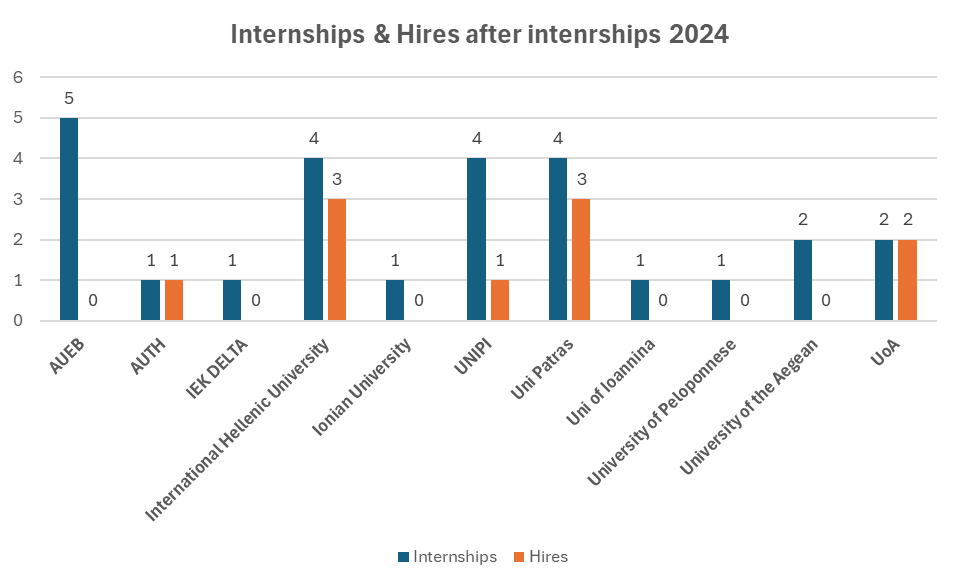 Internships & Hires after intenrships 2024
6
5
4
3
2
1
0
5
0
1
1
1
0
4
3
1
0
4
1
4
3
1
0
1
0
2
0
2
2
AUEB
AUTH
IEK DELTA
International Hellenic University
Ionian University
UNIPI
Uni Patras
Uni of Ioannina
University of Peloponnese
University of the Aegean
UoA
Internships
Hires